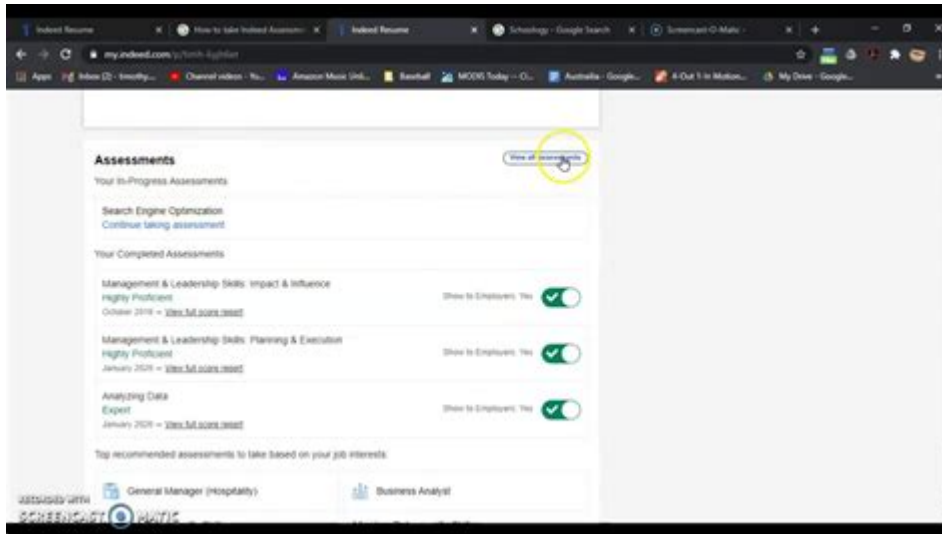 Indeed Resume
How to take Indeed Assessm
Indeed Resume
Schoology - Google Search
Screencast-O-Matic -
my.indeed.com/p/
Apps
Inbox (2) - timothy...
Channel videos - Yo...
Amazon Music Unli...
Baseball
MODIS Today -- O...
Australia - Google...
4-Out 1-In Motion...
My Drive - Google...
Assessments
View all assessments
Your In-Progress Assessments
Search Engine Optimization
Continue taking assessment
Your Completed Assessments
Management & Leadership Skills: Impact & Influence
Highly Proficient
Show to Employers: Yes
October 2019 – View full score report
Management & Leadership Skills: Planning & Execution
Highly Proficient
Show to Employers: Yes
January 2020 – View full score report
Analyzing Data
Expert
Show to Employers: Yes
January 2020 – View full score report
Top recommended assessments to take based on your job interests:
General Manager (Hospitality)
Business Analyst
RECORDED WITH
SCREENCAST-O-MATIC